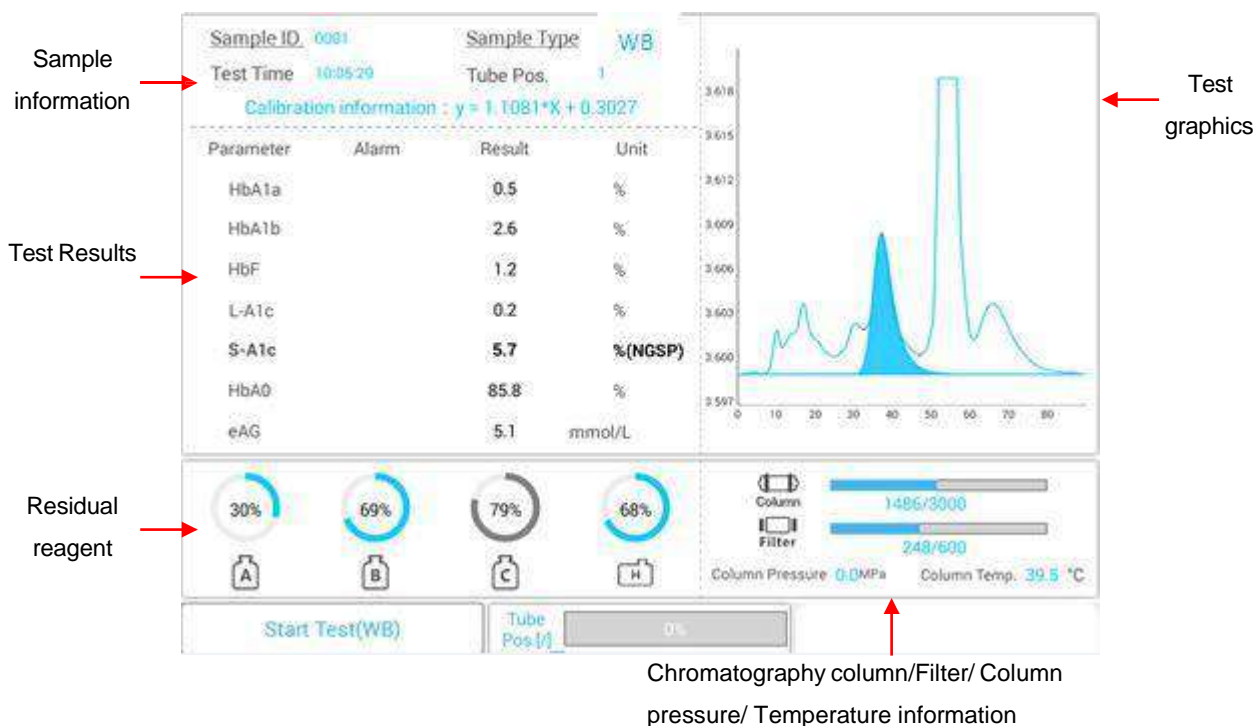 Sample ID. 0001 Sample Type WB
Test Time 10:05:29 Tube Pos. 1
Calibration information : y = 1.1081*X + 0.3027
Parameter Alarm Result Unit
HbA1a 0.5 %
HbA1b 2.6 %
HbF 1.2 %
L-A1c 0.2 %
S-A1c 5.7 %(NGSP)
HbA0 85.8 %
eAG 5.1 mmol/L
Sample
information
Test Results
Test
graphics
3.618
3.615
3.612
3.609
3.606
3.603
3.600
3.597
0 10 20 30 40 50 60 70 80
Residual
reagent
30% 69% 79% 68%
A B C H
Column 1486/3000
Filter 248/600
Column Pressure 0.0MPa Column Temp. 39.5 °C
Start Test(WB)
Tube
Pos.[/]
0%
Chromatography column/Filter/ Column
pressure/ Temperature information